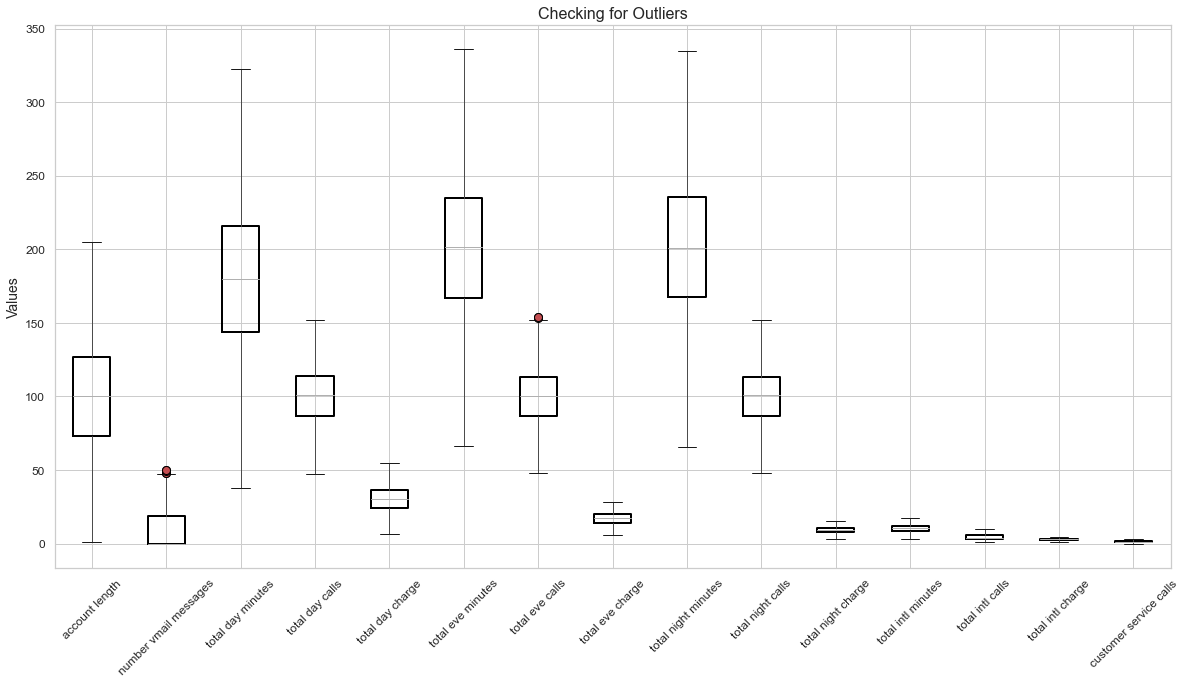 Checking for Outliers
Values
350
300
250
200
150
100
50
0
account length
number vmail messages
total day minutes
total day calls
total day charge
total eve minutes
total eve calls
total eve charge
total night minutes
total night calls
total night charge
total intl minutes
total intl calls
total intl charge
customer service calls